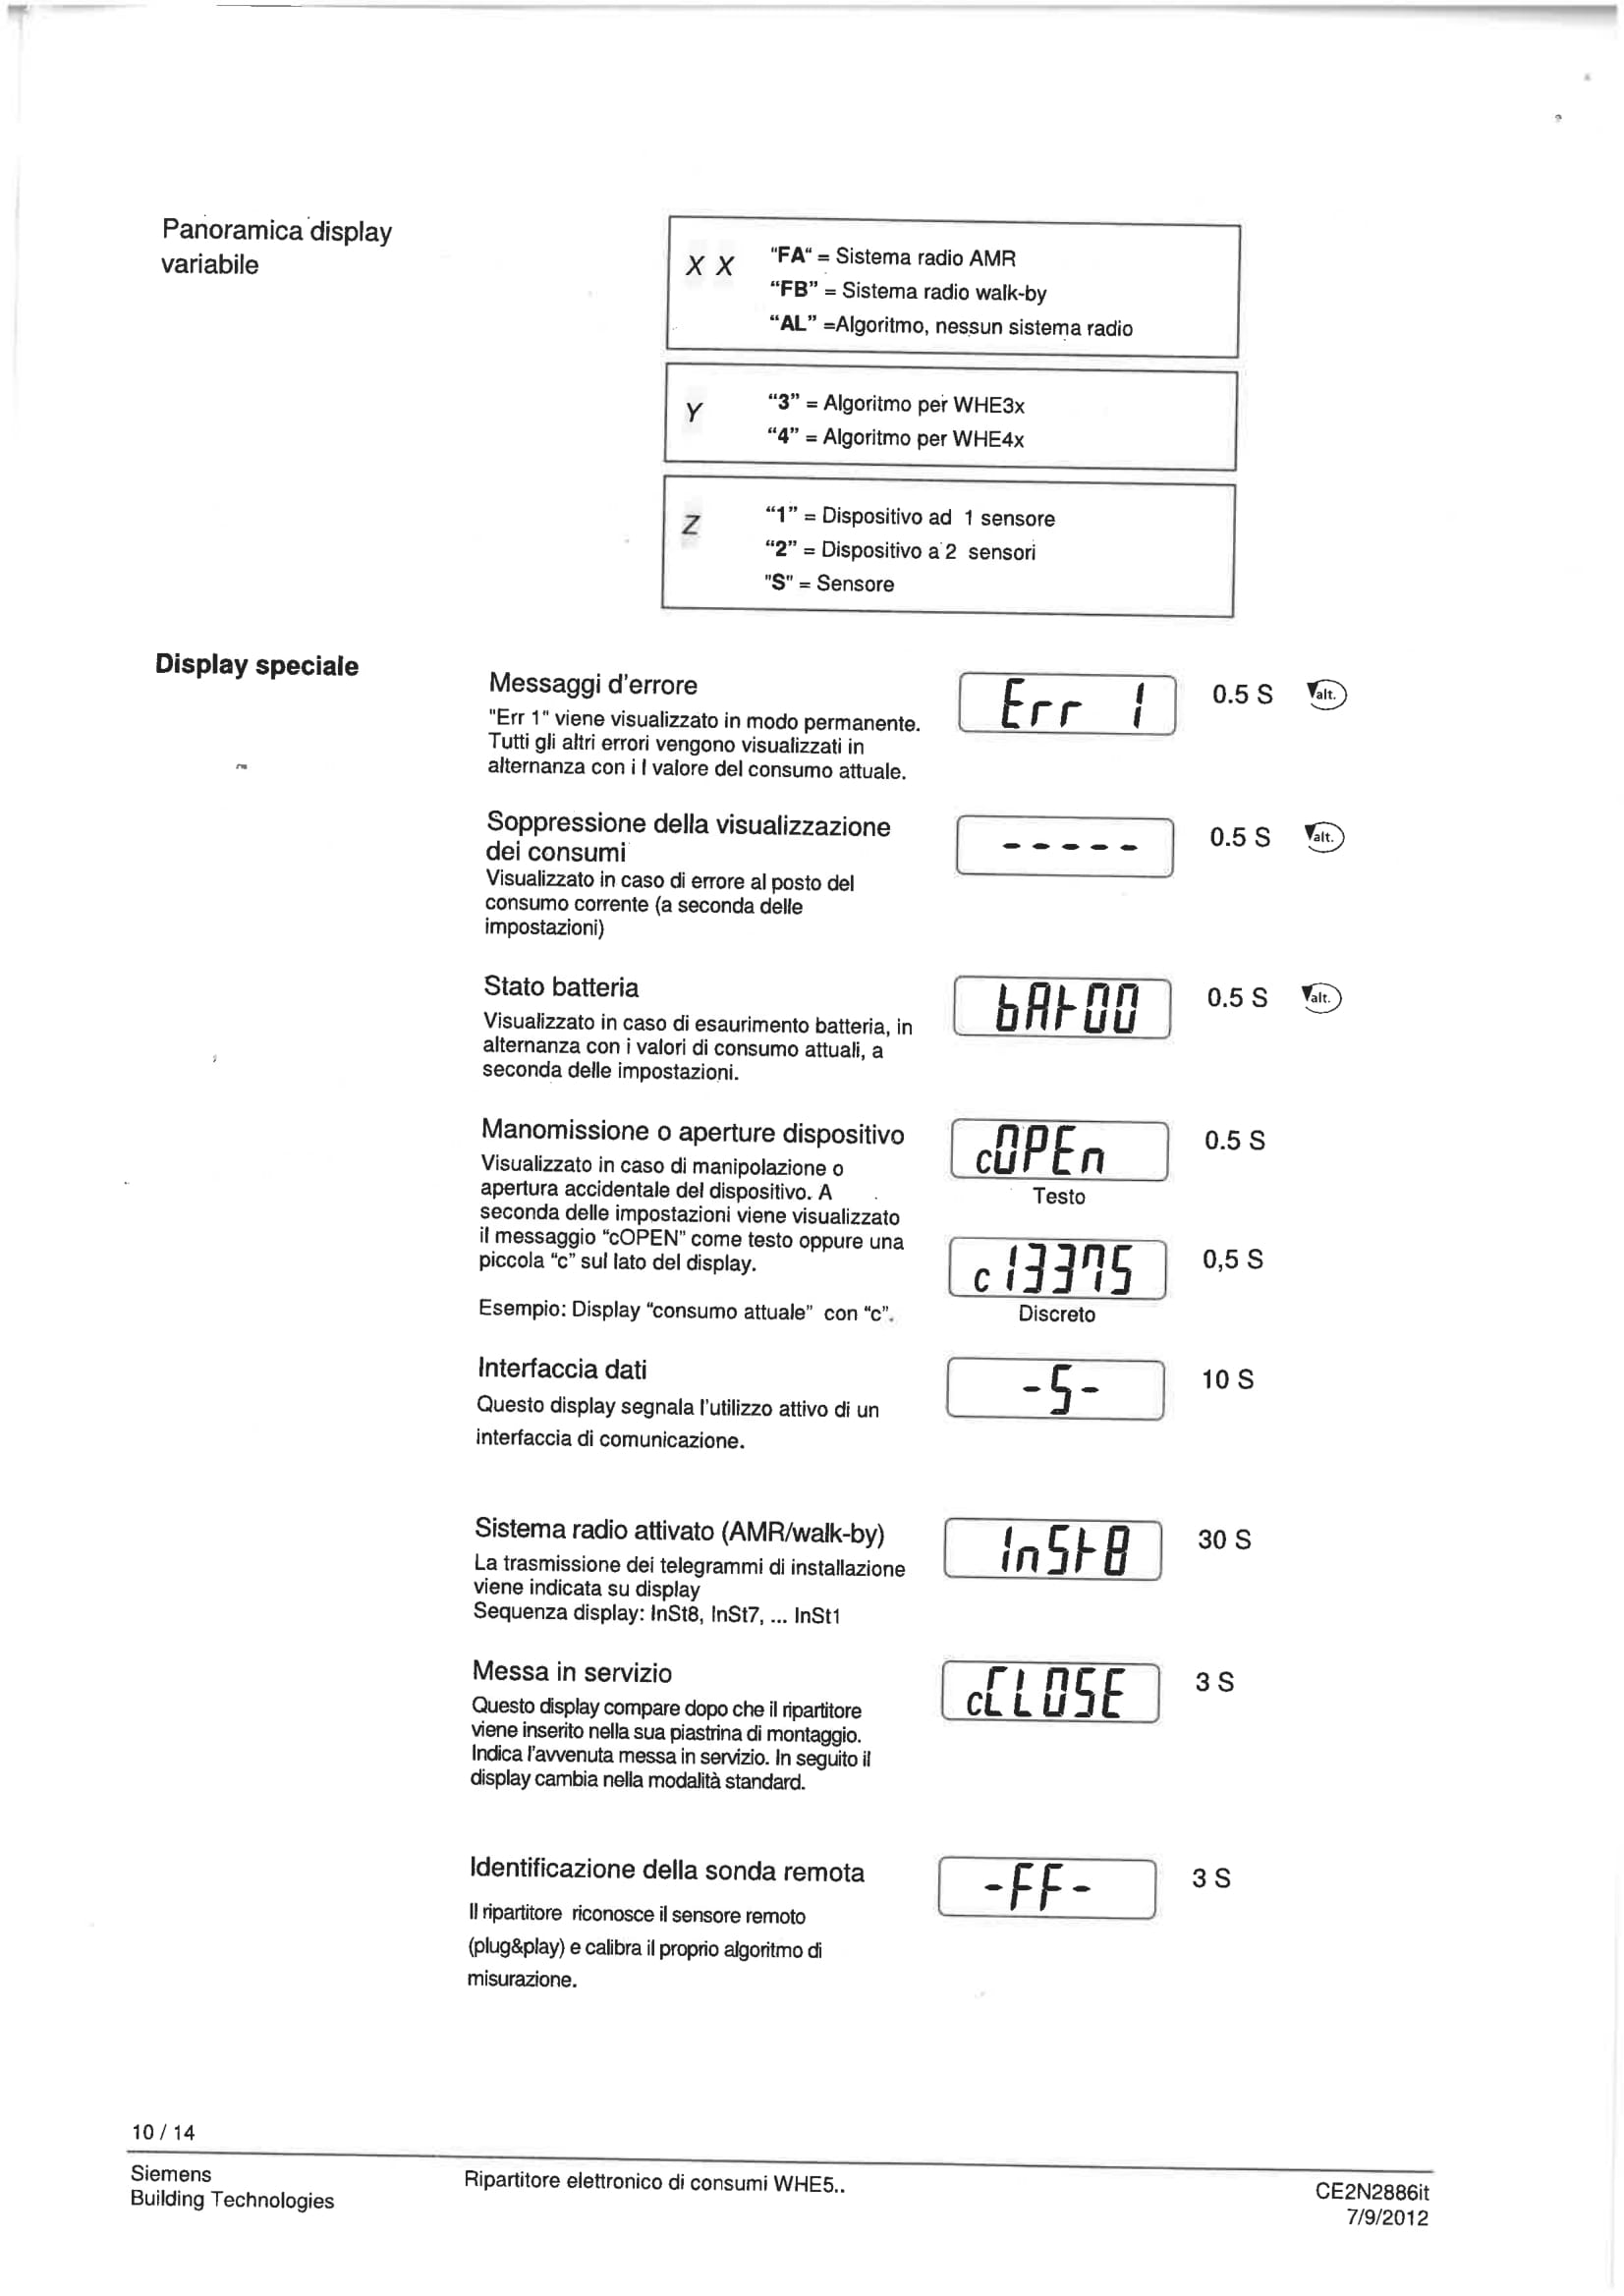 Panoramica display
variabile
X X
"FA“ = Sistema radio AMR
“FB” = Sistema radio walk-by
“AL” =Algoritmo, nessun sistema radio
Y
“3” = Algoritmo per WHE3x
“4” = Algoritmo per WHE4x
Z
“1” = Dispositivo ad 1 sensore
“2” = Dispositivo a 2 sensori
"S" = Sensore
Display speciale
Messaggi d’errore
"Err 1" viene visualizzato in modo permanente.
Tutti gli altri errori vengono visualizzati in
alternanza con i l valore del consumo attuale.
Err 1
0.5 S
alt.
Soppressione della visualizzazione
dei consumi
Visualizzato in caso di errore al posto del
consumo corrente (a seconda delle
impostazioni)
-----
0.5 S
alt.
Stato batteria
Visualizzato in caso di esaurimento batteria, in
alternanza con i valori di consumo attuali, a
seconda delle impostazioni.
bAt00
0.5 S
alt.
Manomissione o aperture dispositivo
Visualizzato in caso di manipolazione o
apertura accidentale del dispositivo. A
seconda delle impostazioni viene visualizzato
il messaggio “cOPEN” come testo oppure una
piccola “c” sul lato del display.
Esempio: Display “consumo attuale” con “c”.
cOPEn
0.5 S
Testo
c13375
0,5 S
Discreto
Interfaccia dati
Questo display segnala l’utilizzo attivo di un
interfaccia di comunicazione.
-5-
10 S
Sistema radio attivato (AMR/walk-by)
La trasmissione dei telegrammi di installazione
viene indicata su display
Sequenza display: InSt8, InSt7, ... InSt1
InSt8
30 S
Messa in servizio
Questo display compare dopo che il ripartitore
viene inserito nella sua piastrina di montaggio.
Indica l’avvenuta messa in servizio. In seguito il
display cambia nella modalità standard.
cCLOSE
3 S
Identificazione della sonda remota
Il ripartitore riconosce il sensore remoto
(plug&play) e calibra il proprio algoritmo di
misurazione.
-FF-
3 S
10 / 14
Siemens
Building Technologies
Ripartitore elettronico di consumi WHE5..
CE2N2886it
7/9/2012